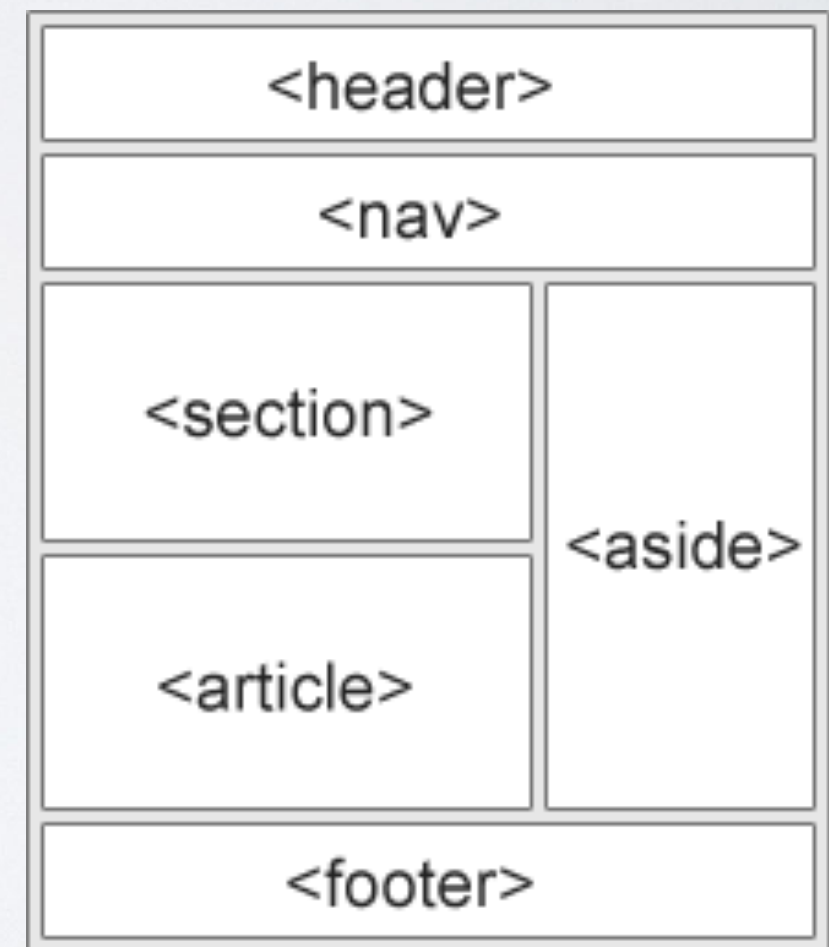 <header>
<nav>
<section>
<aside>
<article>
<footer>